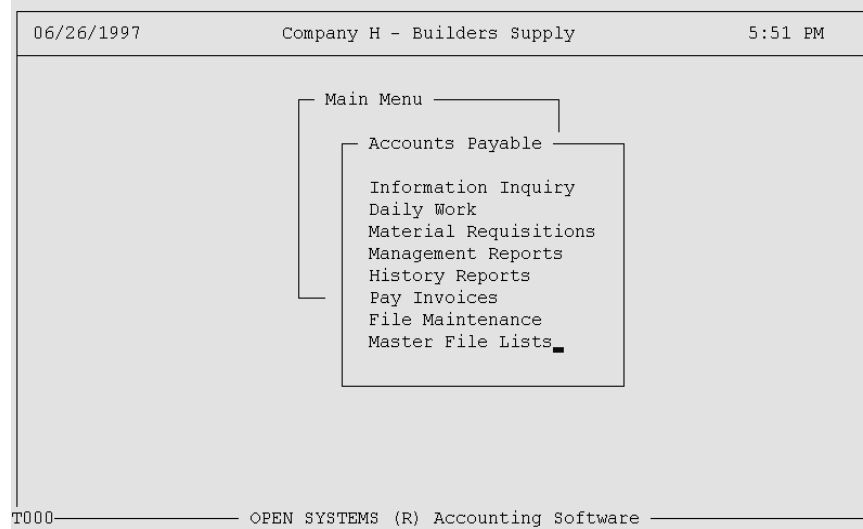 06/26/1997 Company H - Builders Supply 5:51 PM
Main Menu
Accounts Payable
Information Inquiry
Daily Work
Material Requisitions
Management Reports
History Reports
Pay Invoices
File Maintenance
Master File Lists
T000 OPEN SYSTEMS (R) Accounting Software